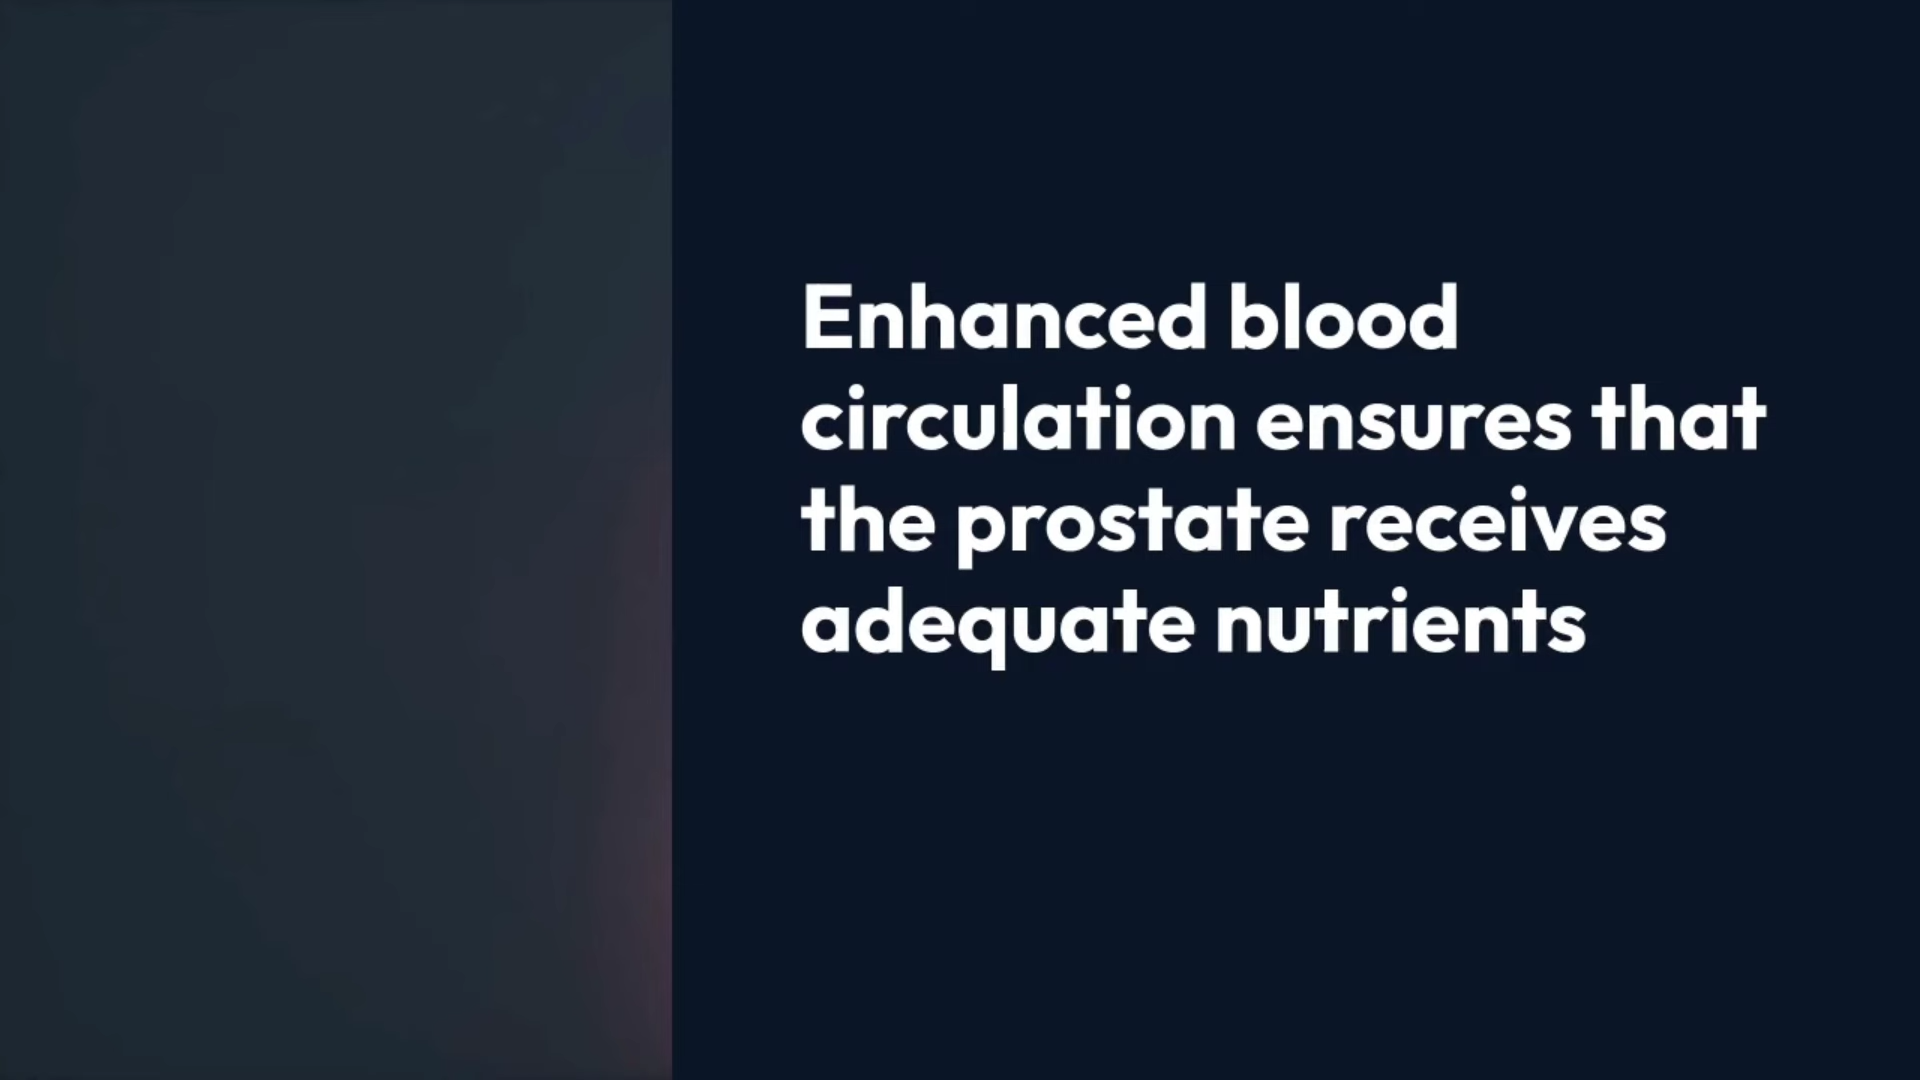 Enhanced blood
circulation ensures that
the prostate receives
adequate nutrients